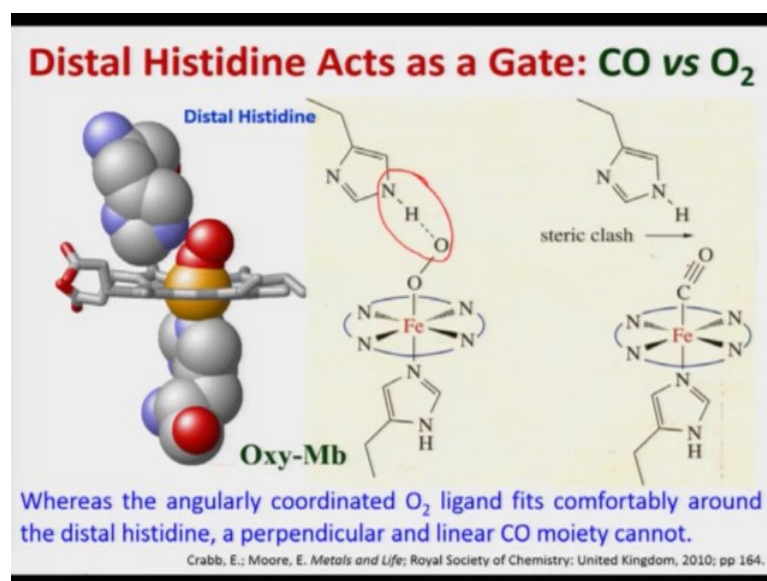 Distal Histidine Acts as a Gate: CO vs O₂
Distal Histidine
N
N
H
O
O
N
N
Fe
N
N
N
N
H
Oxy-Mb
N
N
H
steric clash
O
C
N
N
Fe
N
N
N
N
H
Whereas the angularly coordinated O₂ ligand fits comfortably around
the distal histidine, a perpendicular and linear CO moiety cannot.
Crabb, E.; Moore, E. Metals and Life; Royal Society of Chemistry: United Kingdom, 2010; pp 164.